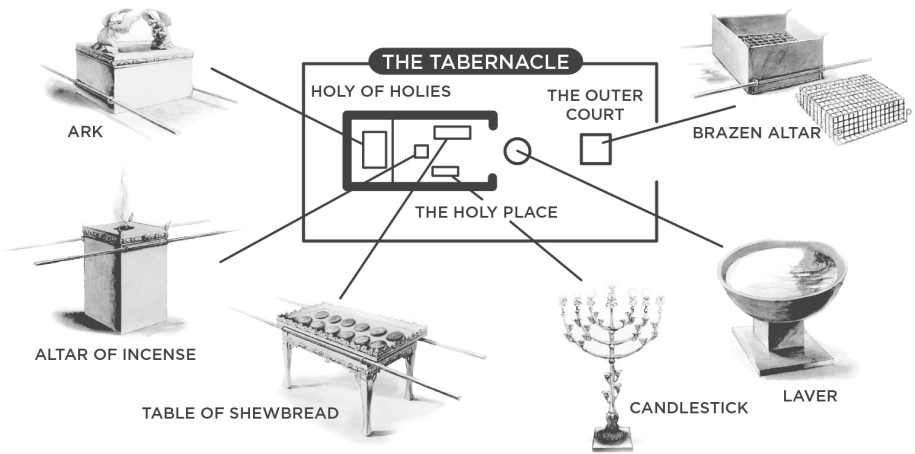 THE TABERNACLE
HOLY OF HOLIES
THE OUTER
COURT
ARK
BRAZEN ALTAR
THE HOLY PLACE
ALTAR OF INCENSE
TABLE OF SHEWBREAD
CANDLESTICK
LAVER